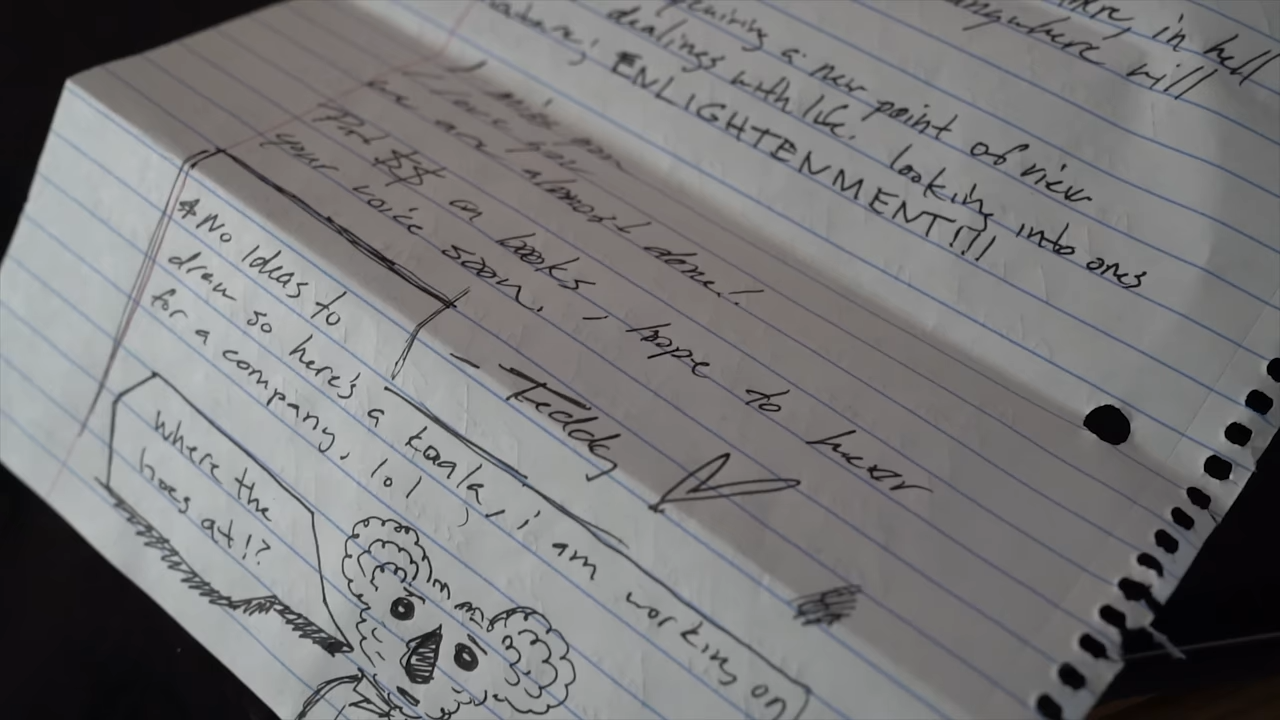 here, in hell
anywhere will
a new point of view
dealings with life. looking into ones
ENLIGHTENMENT!!!
I miss you
Love you
we are almost done!
Put $$ on books, hope to hear
your voice soon.
- Teddy
*No Ideas to
draw so here's a koala, i am working on
for a company, lol
where the
hoes at!?